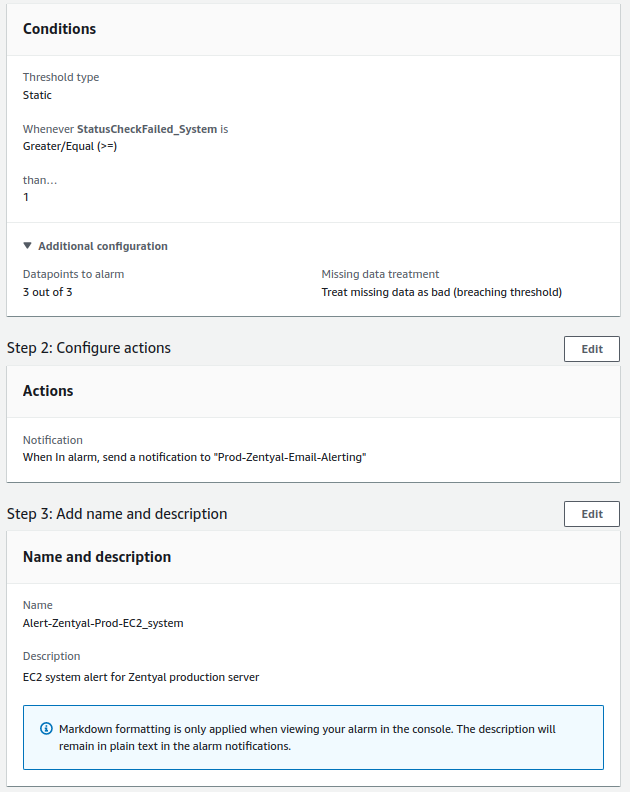 Conditions
Threshold type
Static
Whenever StatusCheckFailed_System is
Greater/Equal (>=)
than...
1
Additional configuration
Datapoints to alarm
3 out of 3
Missing data treatment
Treat missing data as bad (breaching threshold)
Step 2: Configure actions
Edit
Actions
Notification
When In alarm, send a notification to "Prod-Zentyal-Email-Alerting"
Step 3: Add name and description
Edit
Name and description
Name
Alert-Zentyal-Prod-EC2_system
Description
EC2 system alert for Zentyal production server
Markdown formatting is only applied when viewing your alarm in the console. The description will
remain in plain text in the alarm notifications.